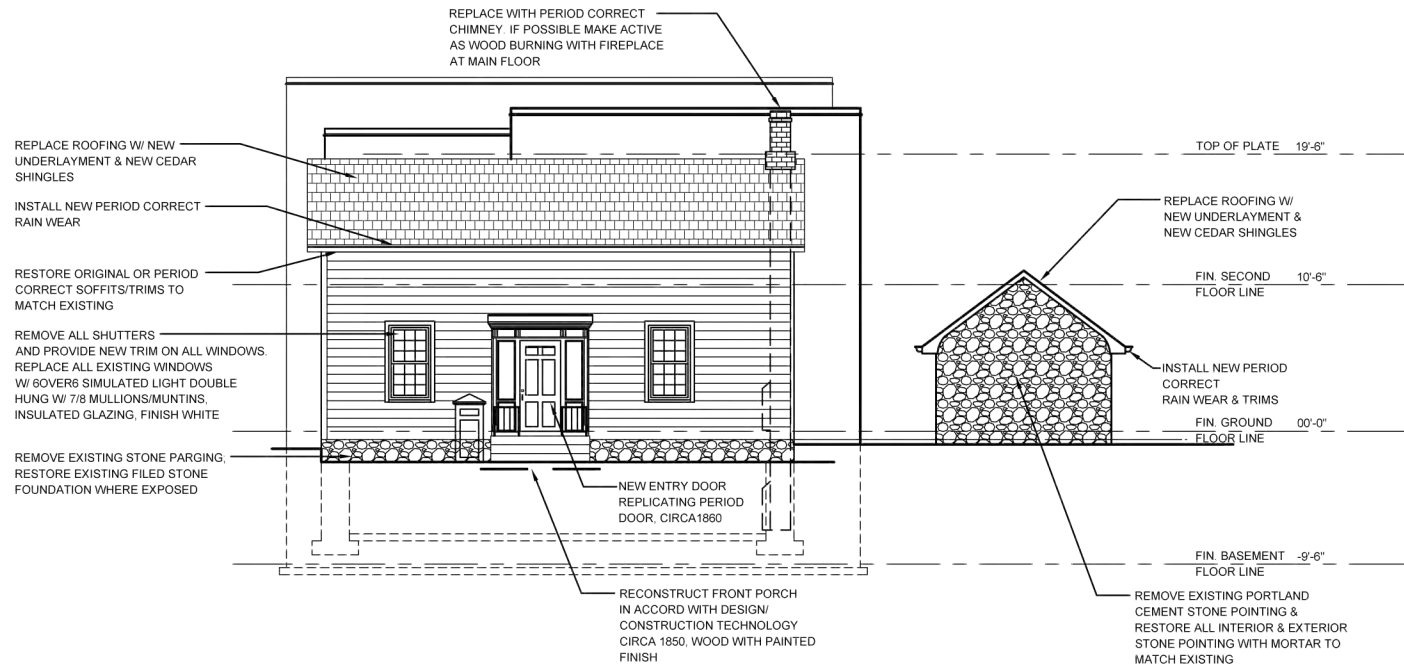 REPLACE WITH PERIOD CORRECT
CHIMNEY. IF POSSIBLE MAKE ACTIVE
AS WOOD BURNING WITH FIREPLACE
AT MAIN FLOOR
REPLACE ROOFING W/ NEW
UNDERLAYMENT & NEW CEDAR
SHINGLES
INSTALL NEW PERIOD CORRECT
RAIN WEAR
RESTORE ORIGINAL OR PERIOD
CORRECT SOFFITS/TRIMS TO
MATCH EXISTING
REMOVE ALL SHUTTERS
AND PROVIDE NEW TRIM ON ALL WINDOWS.
REPLACE ALL EXISTING WINDOWS
W/ 6OVER6 SIMULATED LIGHT DOUBLE
HUNG W/ 7/8 MULLIONS/MUNTINS,
INSULATED GLAZING, FINISH WHITE
REMOVE EXISTING STONE PARGING;
RESTORE EXISTING FILED STONE
FOUNDATION WHERE EXPOSED
NEW ENTRY DOOR
REPLICATING PERIOD
DOOR, CIRCA1860
RECONSTRUCT FRONT PORCH
IN ACCORD WITH DESIGN/
CONSTRUCTION TECHNOLOGY
CIRCA 1850, WOOD WITH PAINTED
FINISH
TOP OF PLATE 19'-6"
REPLACE ROOFING W/
NEW UNDERLAYMENT &
NEW CEDAR SHINGLES
FIN. SECOND 10'-6"
FLOOR LINE
INSTALL NEW PERIOD
CORRECT
RAIN WEAR & TRIMS
FIN. GROUND 00'-0"
FLOOR LINE
FIN. BASEMENT -9'-6"
FLOOR LINE
REMOVE EXISTING PORTLAND
CEMENT STONE POINTING &
RESTORE ALL INTERIOR & EXTERIOR
STONE POINTING WITH MORTAR TO
MATCH EXISTING